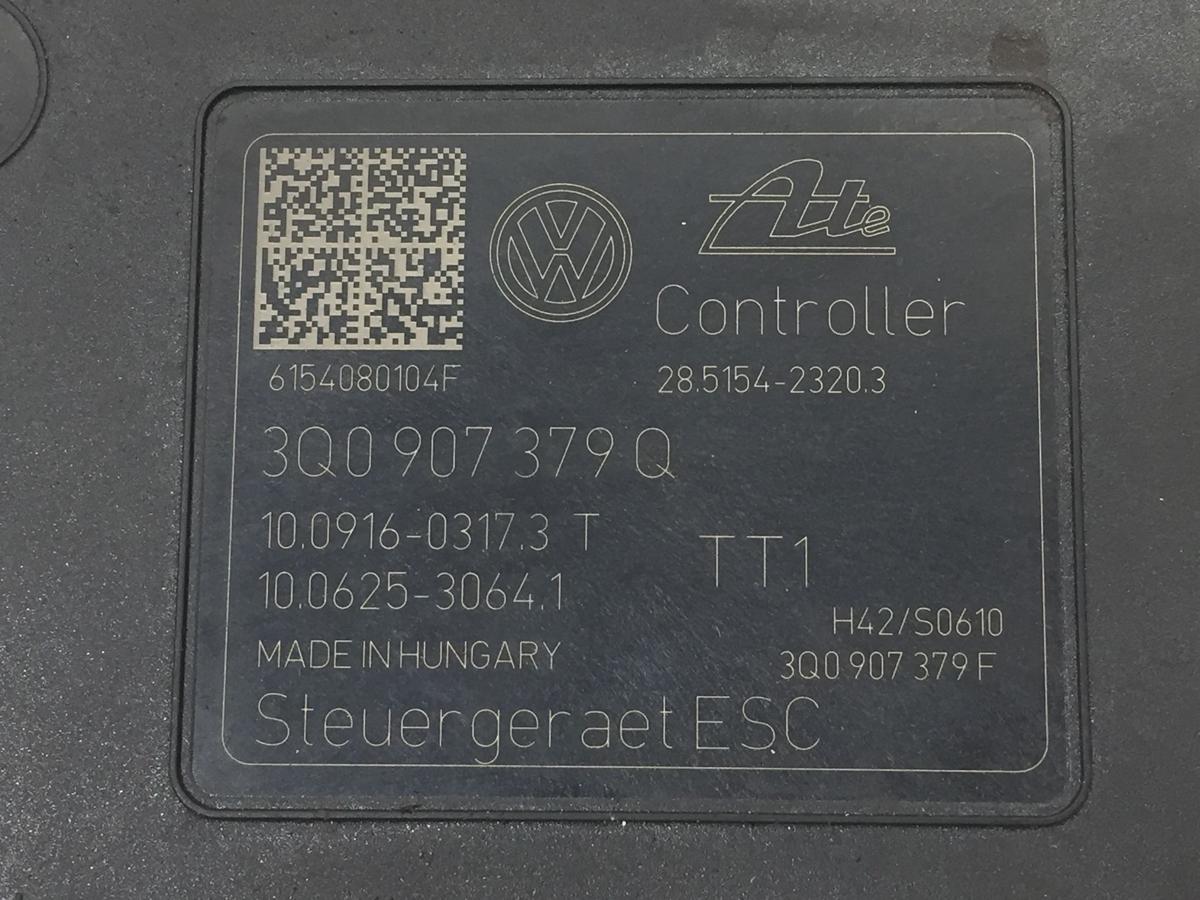 Ate
Controller
6154080104F
28.5154-2320.3
3Q0 907 379 Q
10.0916-0317.3 T
10.0625-3064.1
TT1
H42/S0610
MADE IN HUNGARY
3Q0 907 379 F
Steuergeraet ESC